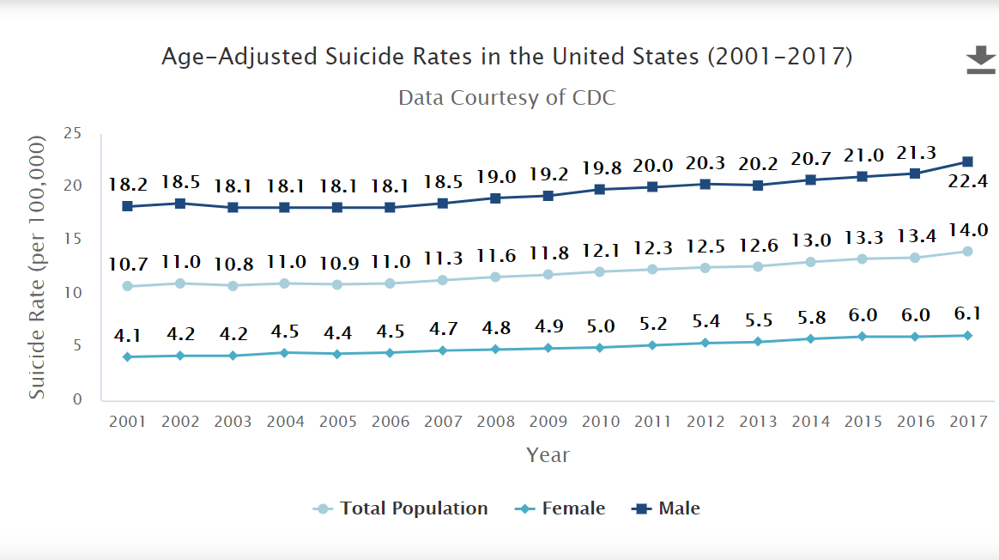 Age-Adjusted Suicide Rates in the United States (2001-2017)
Data Courtesy of CDC
Suicide Rate (per 100,000)
25
20
15
10
5
0
18.2 18.5 18.1 18.1 18.1 18.1 18.5 19.0 19.2 19.8 20.0 20.3 20.2 20.7 21.0 21.3 22.4
10.7 11.0 10.8 11.0 10.9 11.0 11.3 11.6 11.8 12.1 12.3 12.5 12.6 13.0 13.3 13.4 14.0
4.1 4.2 4.2 4.5 4.4 4.5 4.7 4.8 4.9 5.0 5.2 5.4 5.5 5.8 6.0 6.0 6.1
2001 2002 2003 2004 2005 2006 2007 2008 2009 2010 2011 2012 2013 2014 2015 2016 2017
Year
Total Population Female Male